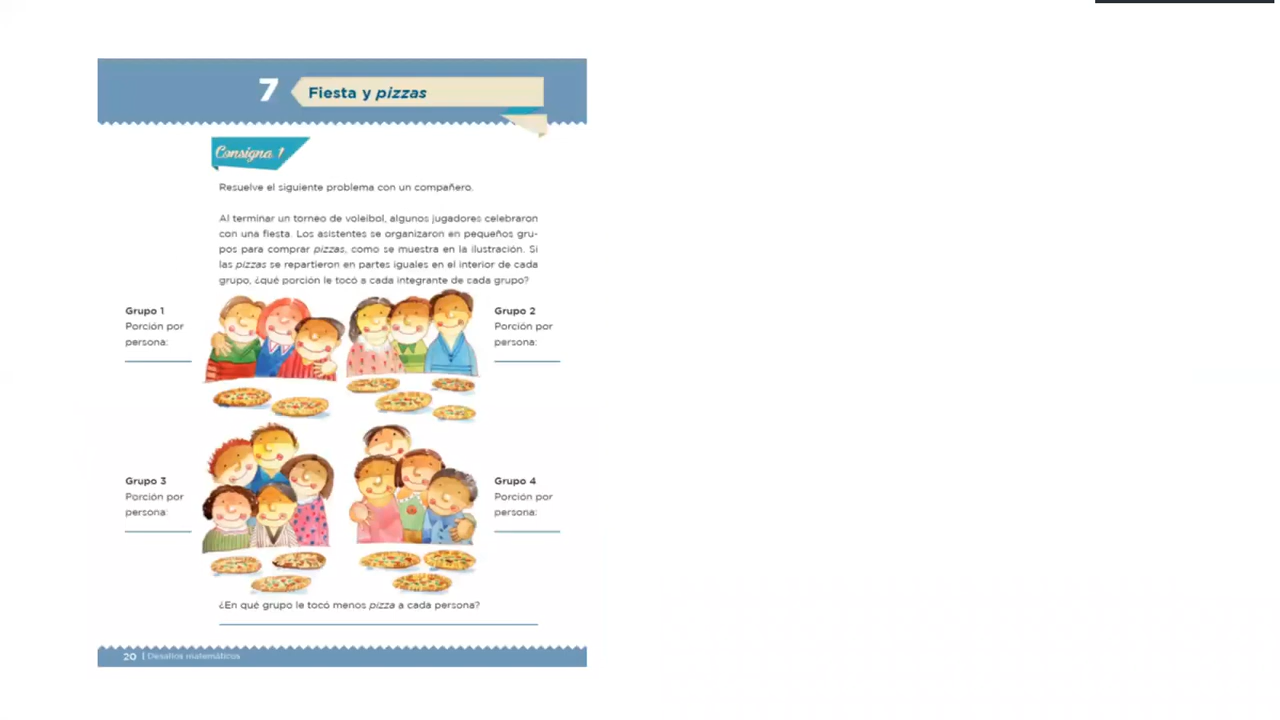 7
Fiesta y pizzas
Consigna 1
Resuelve el siguiente problema con un compañero.
Al terminar un torneo de voleibol, algunos jugadores celebraron
con una fiesta. Los asistentes se organizaron en pequeños gru-
pos para comprar pizzas, como se muestra en la ilustración. Si
las pizzas se repartieron en partes iguales en el interior de cada
grupo, ¿qué porción le tocó a cada integrante de cada grupo?
Grupo 1
Porción por
persona:
Grupo 2
Porción por
persona:
Grupo 3
Porción por
persona:
Grupo 4
Porción por
persona:
¿En qué grupo le tocó menos pizza a cada persona?
20 | Desafíos matemáticos